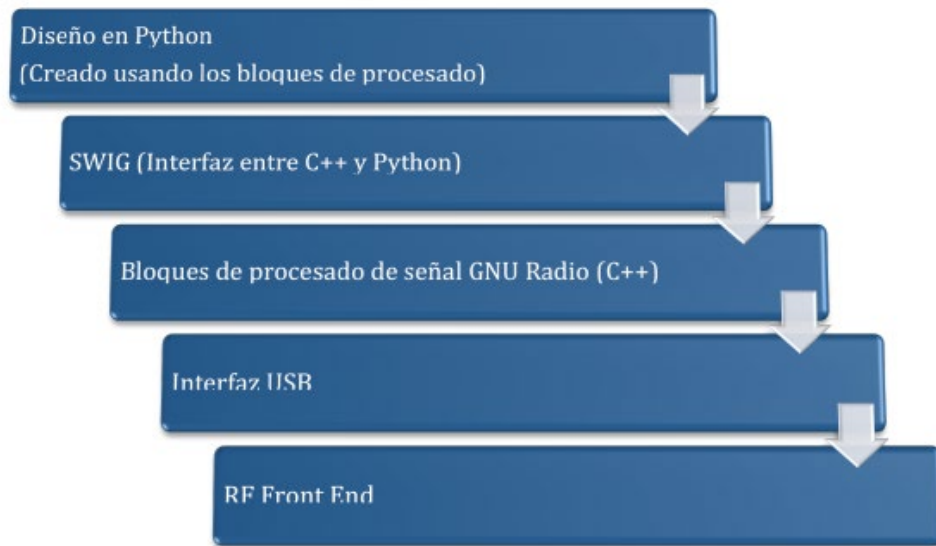 Diseño en Python
(Creado usando los bloques de procesado)
SWIG (Interfaz entre C++ y Python)
Bloques de procesado de señal GNU Radio (C++)
Interfaz USB
RF Front End